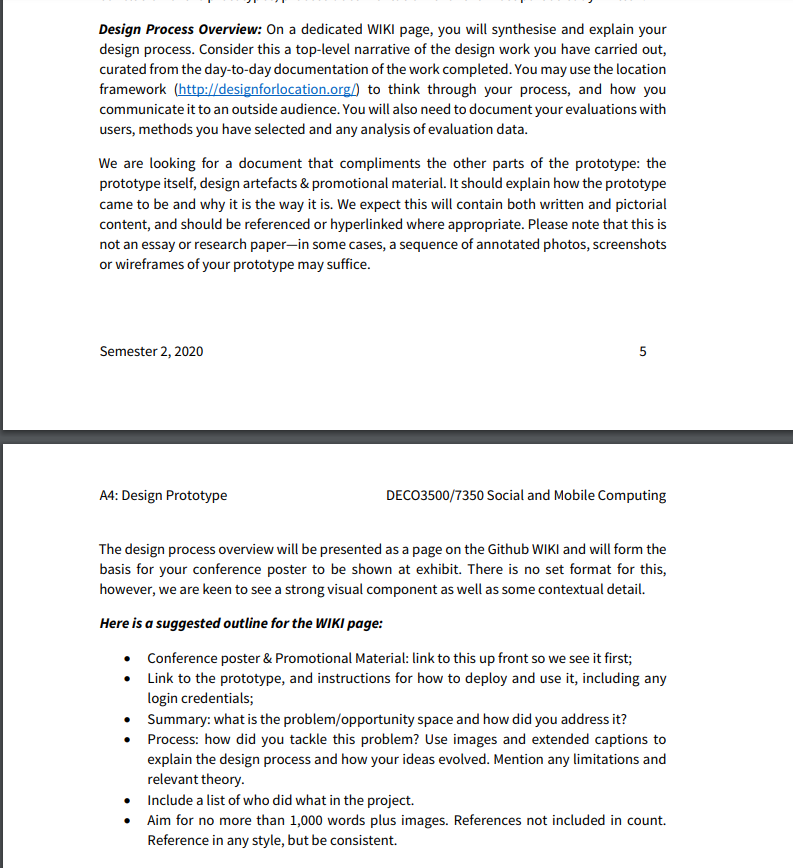 Design Process Overview: On a dedicated WIKI page, you will synthesise and explain your
design process. Consider this a top-level narrative of the design work you have carried out,
curated from the day-to-day documentation of the work completed. You may use the location
framework (http://designforlocation.org/) to think through your process, and how you
communicate it to an outside audience. You will also need to document your evaluations with
users, methods you have selected and any analysis of evaluation data.
We are looking for a document that compliments the other parts of the prototype: the
prototype itself, design artefacts & promotional material. It should explain how the prototype
came to be and why it is the way it is. We expect this will contain both written and pictorial
content, and should be referenced or hyperlinked where appropriate. Please note that this is
not an essay or research paper—in some cases, a sequence of annotated photos, screenshots
or wireframes of your prototype may suffice.
Semester 2, 2020 5
A4: Design Prototype DECO3500/7350 Social and Mobile Computing
The design process overview will be presented as a page on the Github WIKI and will form the
basis for your conference poster to be shown at exhibit. There is no set format for this,
however, we are keen to see a strong visual component as well as some contextual detail.
Here is a suggested outline for the WIKI page:
• Conference poster & Promotional Material: link to this up front so we see it first;
• Link to the prototype, and instructions for how to deploy and use it, including any
login credentials;
• Summary: what is the problem/opportunity space and how did you address it?
• Process: how did you tackle this problem? Use images and extended captions to
explain the design process and how your ideas evolved. Mention any limitations and
relevant theory.
• Include a list of who did what in the project.
• Aim for no more than 1,000 words plus images. References not included in count.
Reference in any style, but be consistent.